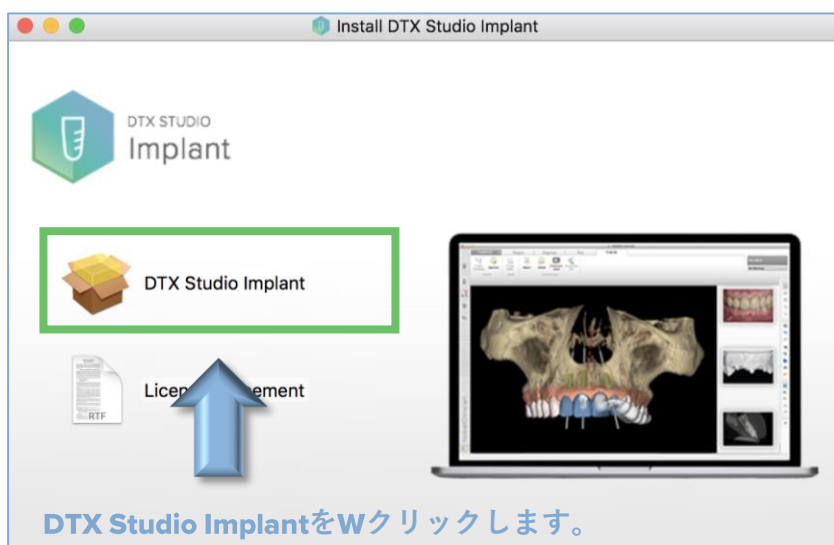 Install DTX Studio Implant
DTX STUDIO
Implant
DTX Studio Implant
RTF
DTX Studio ImplantをWクリックします。